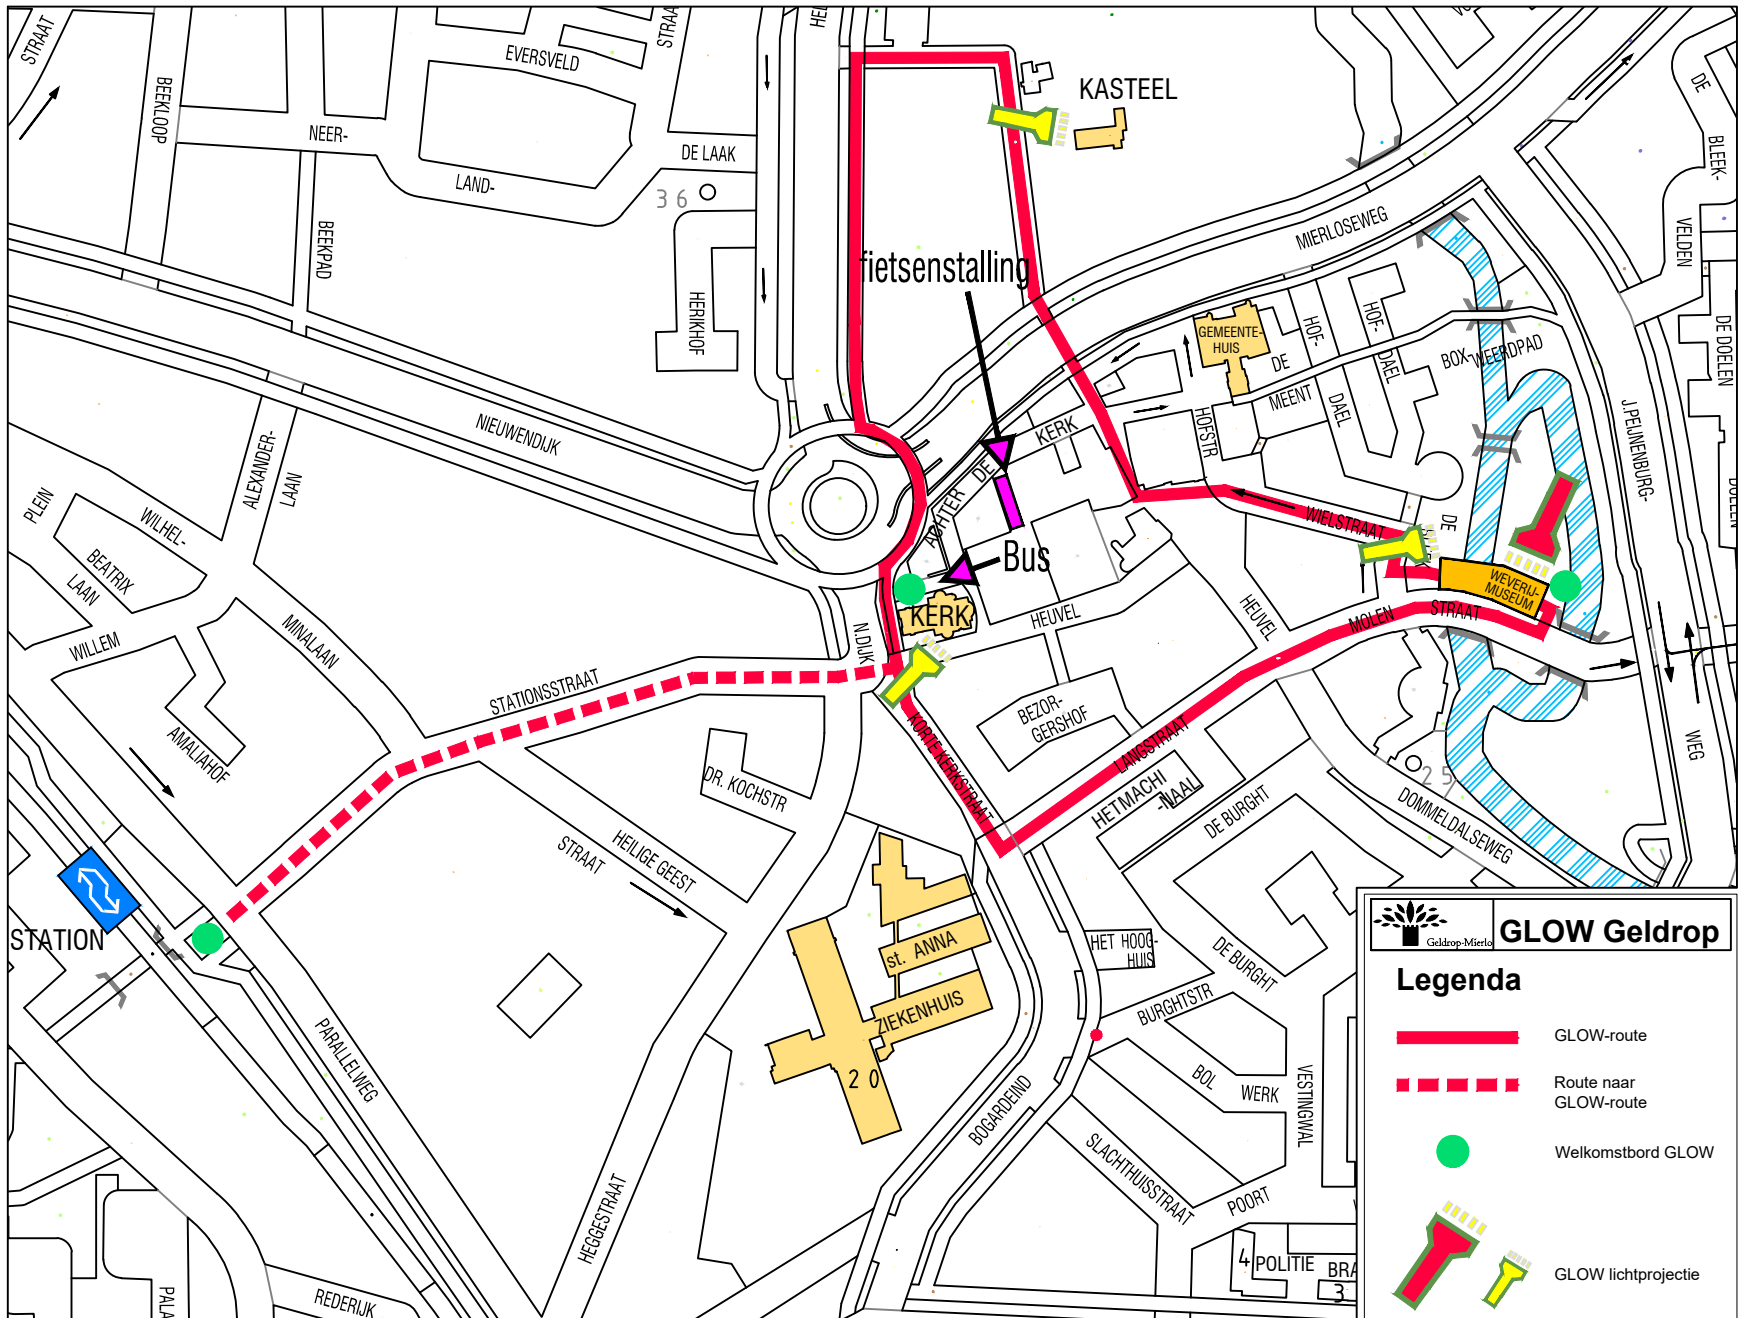 STRAAT
BEEKLOOP
EVERSVELD
STRAA
HEL
NEER-
LAND-
DE LAAK
36
BEEKPAD
HERIKHOF
KASTEEL
fietsenstalling
MIERLOSEWEG
DE
BLEEK-
VELDEN
DE DOELEN
DOELEN
GEMEENTE-
HUIS
DE
MEENT
HOF-
DAEL
HOF-
DAEL
BOX-
WEERDPAD
J.PEIJNENBURG-
WEG
NIEUWENDIJK
ALEXANDER-
LAAN
PLEIN
WILHEL-
MINALAAN
BEATRIX
LAAN
WILLEM
AMALIAHOF
ACHTER
DE
KERK
HOFSTR
WIELSTRAAT
DE
Bus
KERK
HEUVEL
HEUVEL
WEVERIJ-
MUSEUM
MOLEN
STRAAT
N.DIJK
STATIONSSTRAAT
KORTE KERKSTRAAT
BEZOR-
GERSHOF
LANGSTRAAT
HETMACHI
-NAAL
DE BURGHT
25
DOMMELDALSEWEG
DR. KOCHSTR
HEILIGE GEEST
STRAAT
STATION
st. ANNA
ZIEKENHUIS
20
HET HOOG-
HUIS
DE BURGHT
BURGHTSTR
BOL
WERK
VESTINGWAL
PARALLELWEG
BOGARDEIND
SLACHTHUISSTRAAT
POORT
HEGGESTRAAT
REDERIJK
PALA
4
POLITIE
BRA
3
Geldrop-Mierlo
GLOW Geldrop
Legenda
GLOW-route
Route naar
GLOW-route
Welkomstbord GLOW
GLOW lichtprojectie